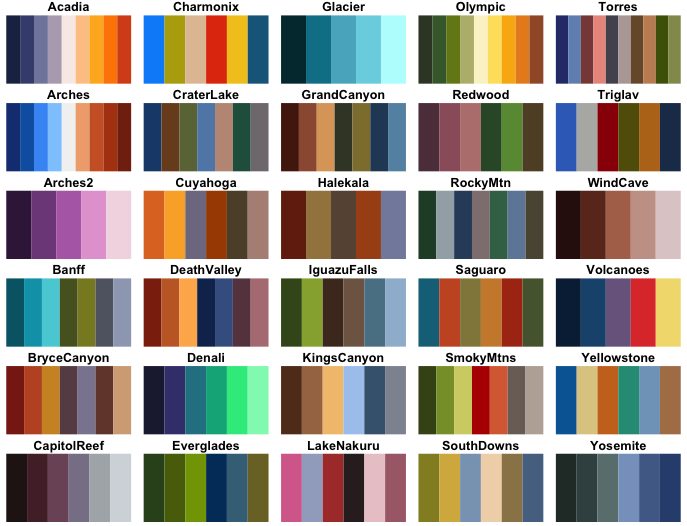 Acadia
Charmonix
Glacier
Olympic
Torres
Arches
CraterLake
GrandCanyon
Redwood
Triglav
Arches2
Cuyahoga
Halekala
RockyMtn
WindCave
Banff
DeathValley
IguazuFalls
Saguaro
Volcanoes
BryceCanyon
Denali
KingsCanyon
SmokyMtns
Yellowstone
CapitolReef
Everglades
LakeNakuru
SouthDowns
Yosemite